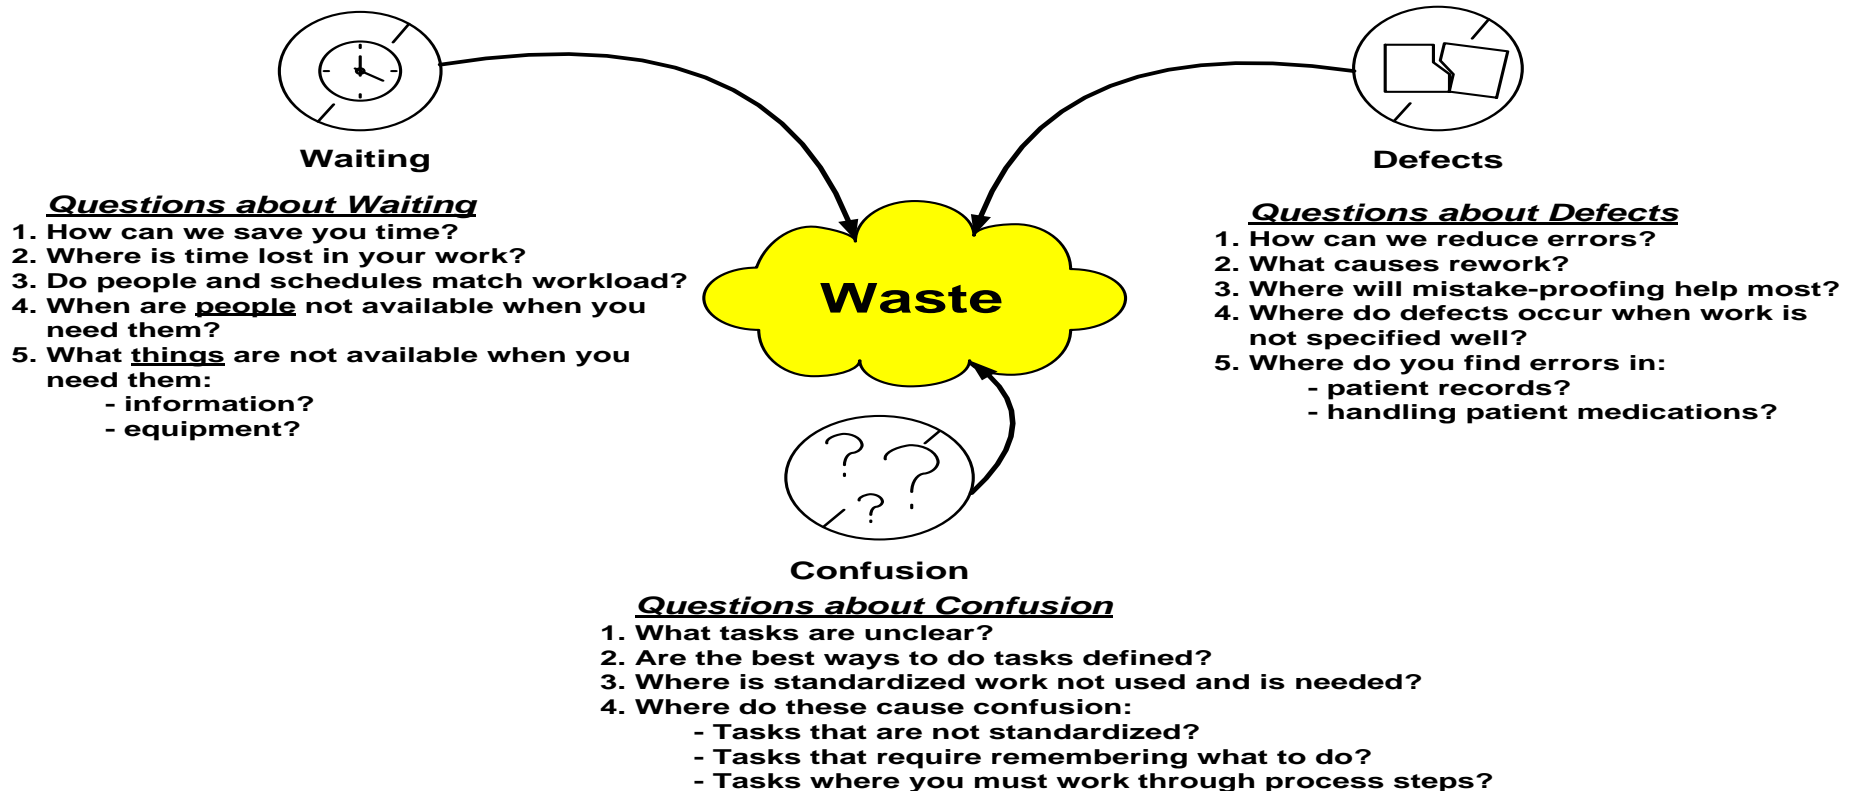 Waiting
Questions about Waiting
1. How can we save you time?
2. Where is time lost in your work?
3. Do people and schedules match workload?
4. When are people not available when you
need them?
5. What things are not available when you
need them:
- information?
- equipment?
Waste
Defects
Questions about Defects
1. How can we reduce errors?
2. What causes rework?
3. Where will mistake-proofing help most?
4. Where do defects occur when work is
not specified well?
5. Where do you find errors in:
- patient records?
- handling patient medications?
? ? ?
Confusion
Questions about Confusion
1. What tasks are unclear?
2. Are the best ways to do tasks defined?
3. Where is standardized work not used and is needed?
4. Where do these cause confusion:
- Tasks that are not standardized?
- Tasks that require remembering what to do?
- Tasks where you must work through process steps?